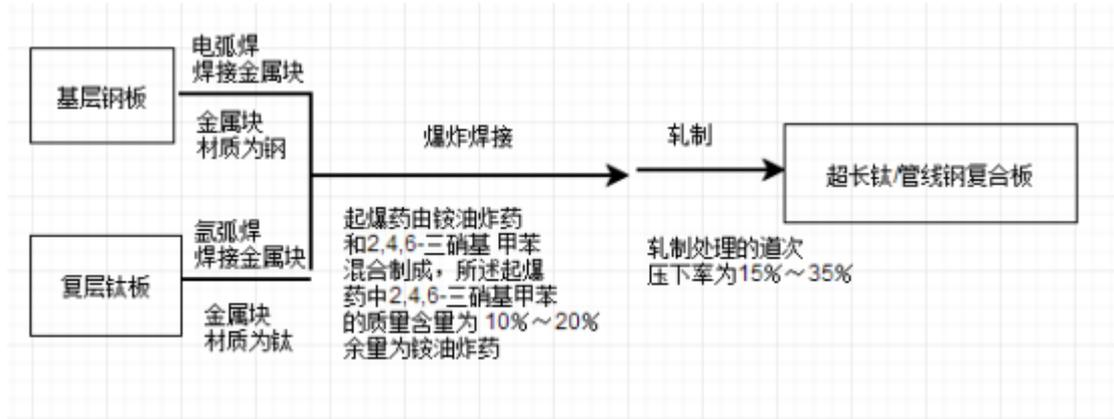 基层钢板
电弧焊
焊接金属块
金属块
材质为钢
复层钛板
氩弧焊
焊接金属块
金属块
材质为钛
爆炸焊接
起爆药由铵油炸药
和2,4,6-三硝基 甲苯
混合制成，所述起爆
药中2,4,6-三硝基甲苯
的质量含量为 10%～20%
余量为铵油炸药
轧制
轧制处理的道次
压下率为15%～35%
超长钛/管线钢复合板